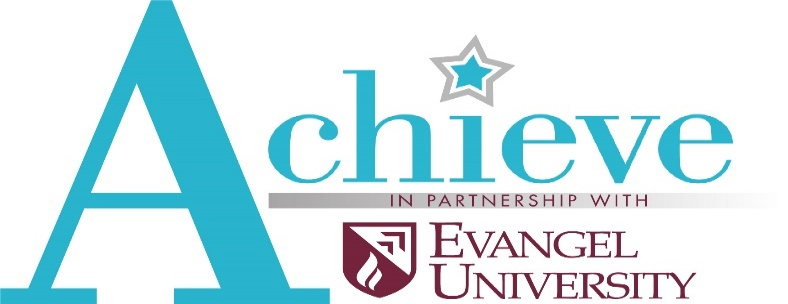 Achieve
IN PARTNERSHIP WITH
EVANGEL
UNIVERSITY